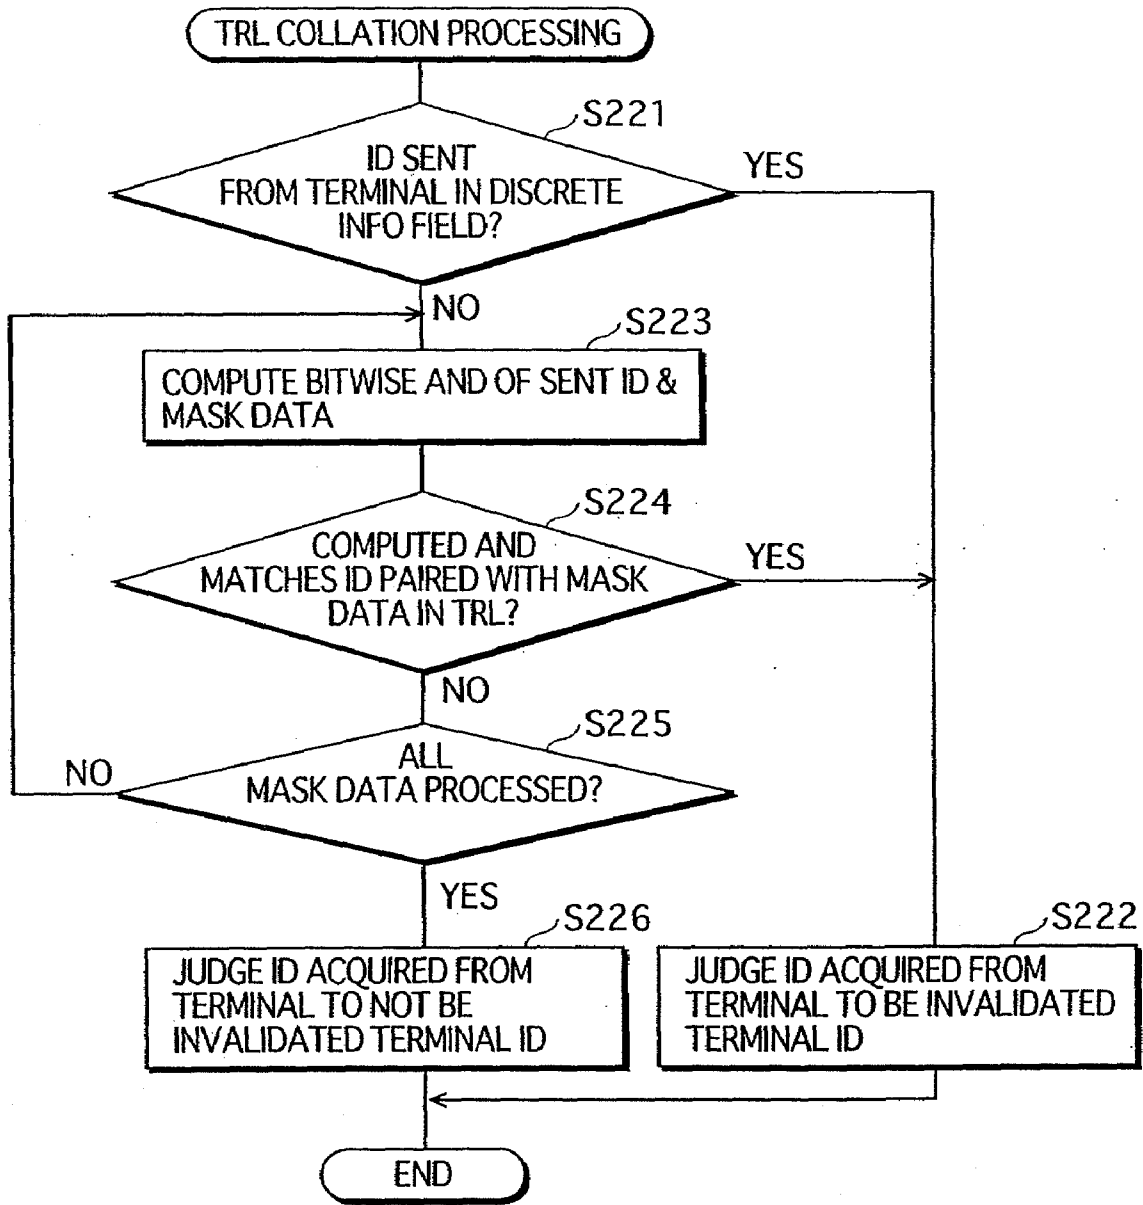 TRL COLLATION PROCESSING
S221
ID SENT
FROM TERMINAL IN DISCRETE
INFO FIELD?
YES
NO
S223
COMPUTE BITWISE AND OF SENT ID &
MASK DATA
S224
COMPUTED AND
MATCHES ID PAIRED WITH MASK
DATA IN TRL?
YES
NO
S225
ALL
MASK DATA PROCESSED?
NO
YES
S226
JUDGE ID ACQUIRED FROM
TERMINAL TO NOT BE
INVALIDATED TERMINAL ID
S222
JUDGE ID ACQUIRED FROM
TERMINAL TO BE INVALIDATED
TERMINAL ID
END